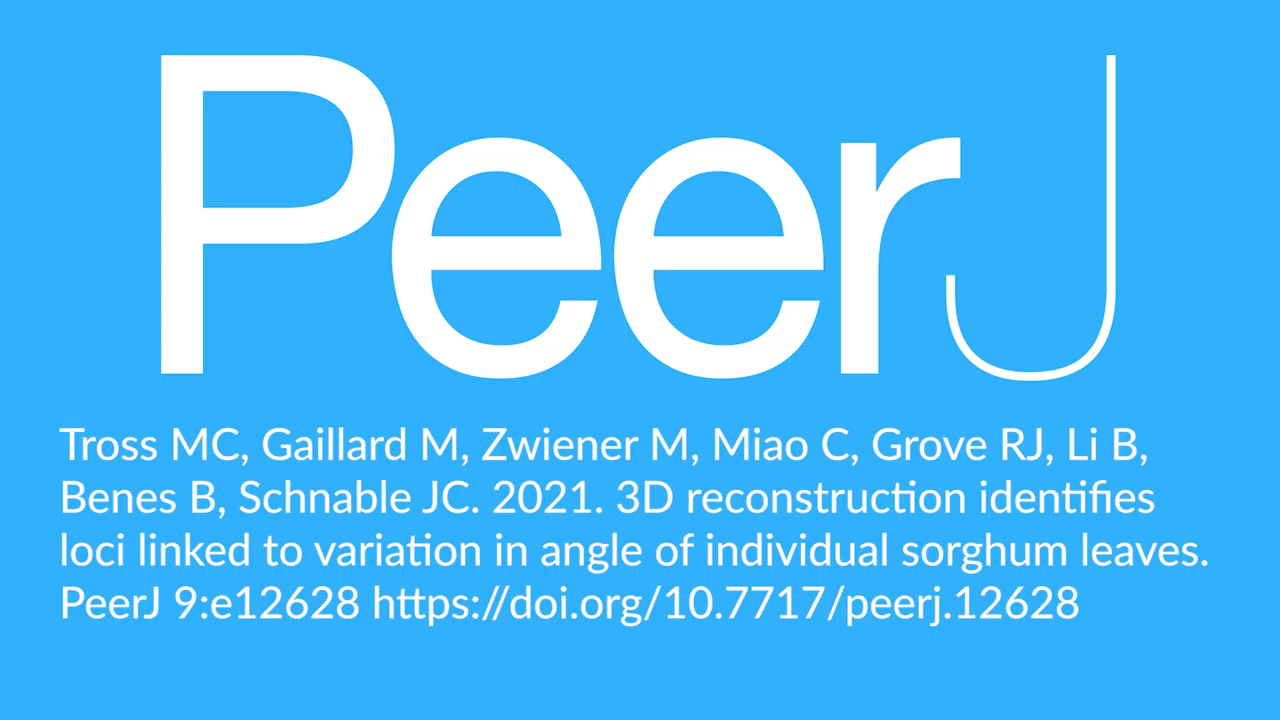 PeerJ
Tross MC, Gaillard M, Zwiener M, Miao C, Grove RJ, Li B,
Benes B, Schnable JC. 2021. 3D reconstruction identifies
loci linked to variation in angle of individual sorghum leaves.
PeerJ 9:e12628 https://doi.org/10.7717/peerj.12628